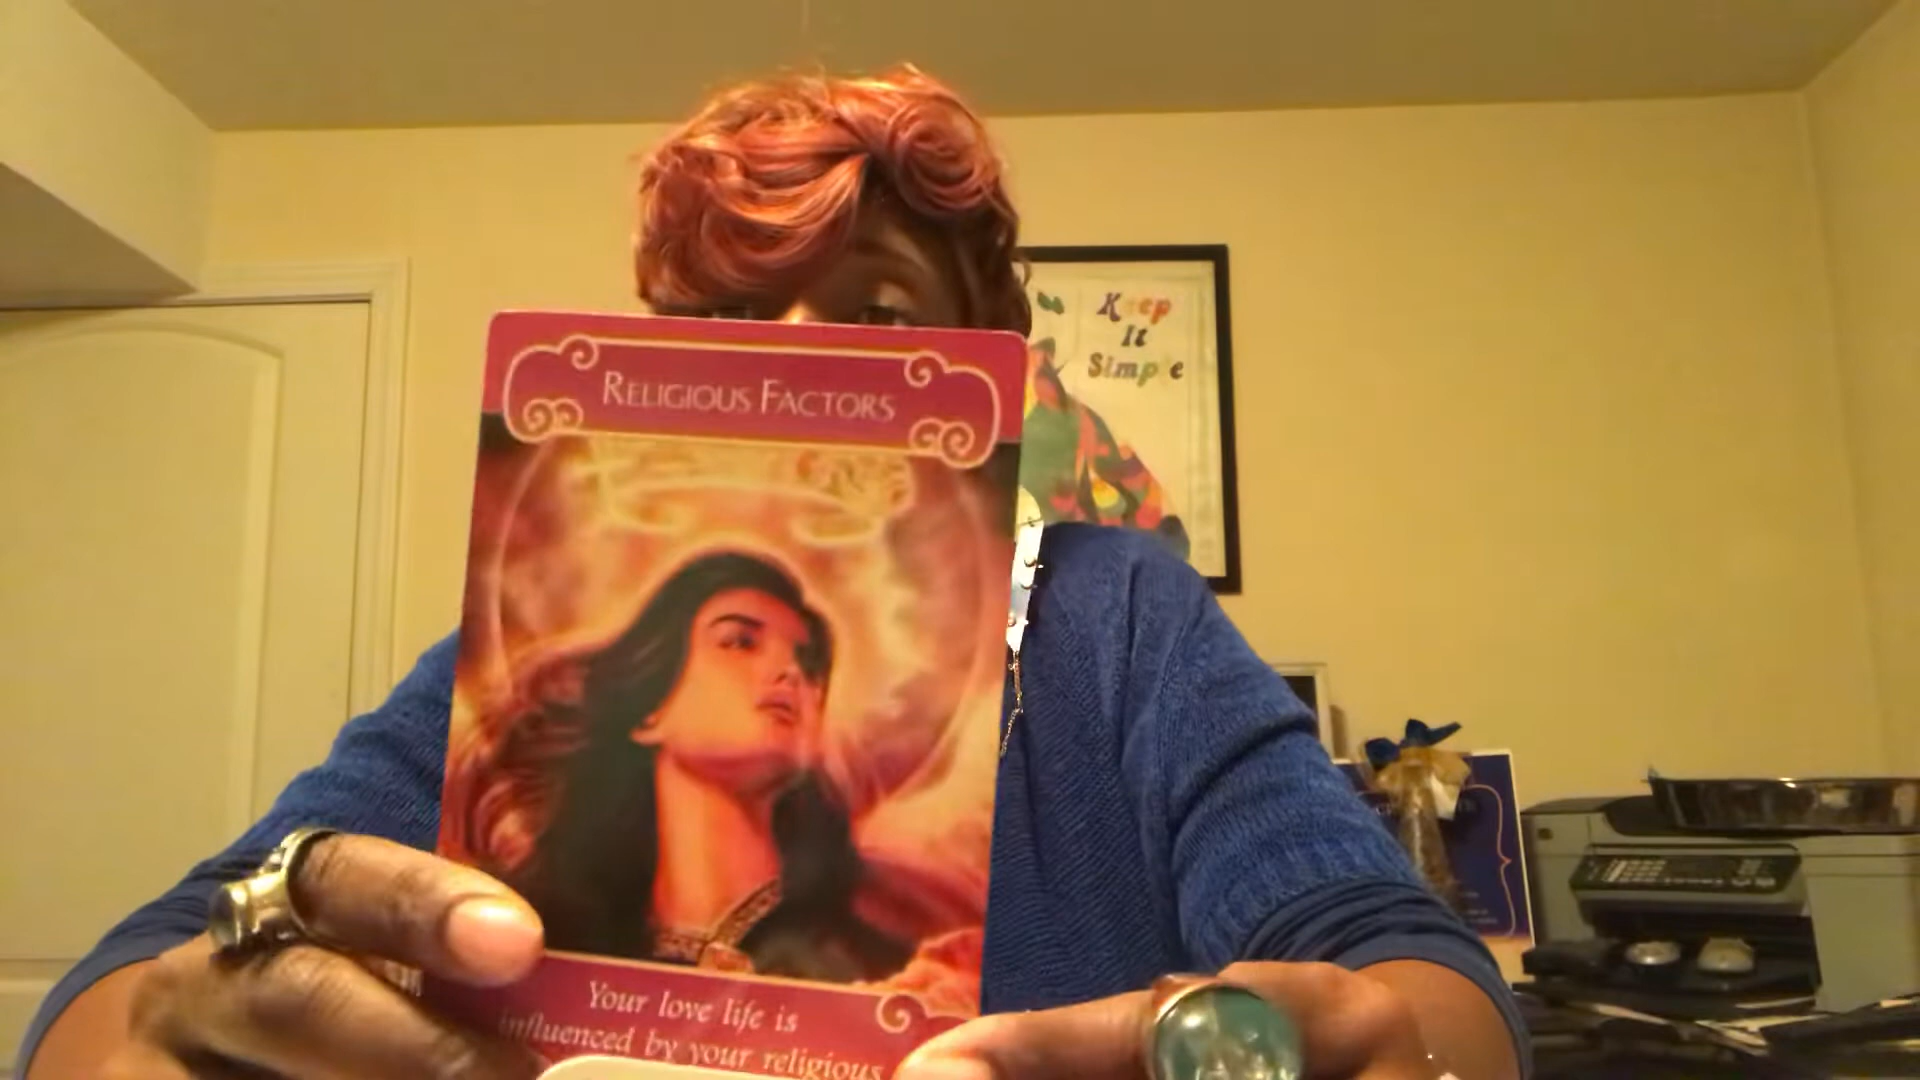 Keep
It
Simple
RELIGIOUS FACTORS
Your love life is
influenced by your religious